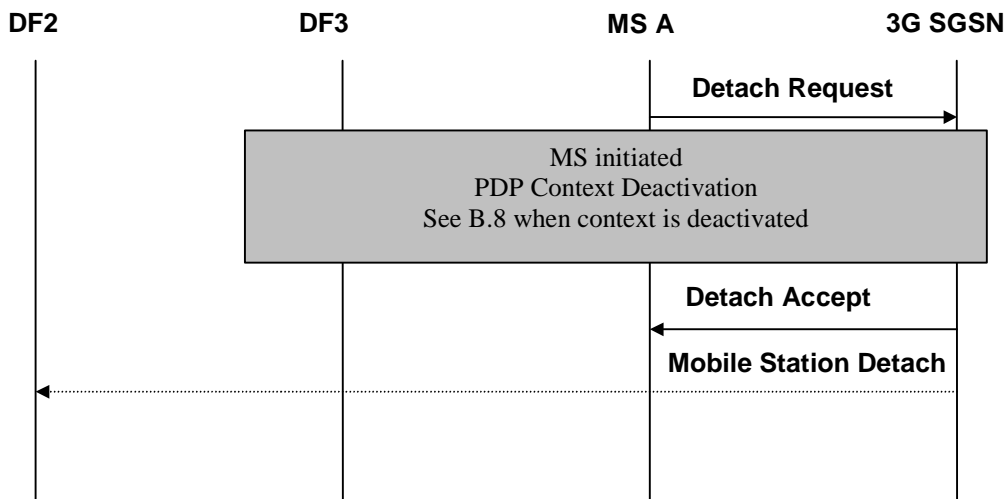 DF2 DF3 MS A 3G SGSN
Detach Request
MS initiated
PDP Context Deactivation
See B.8 when context is deactivated
Detach Accept
Mobile Station Detach